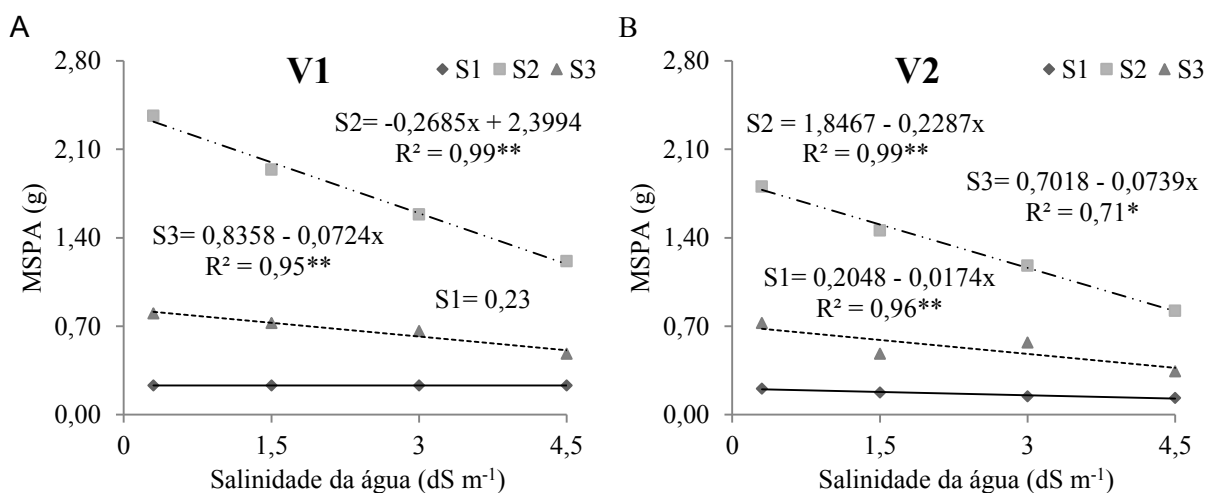 A
V1
S1 S2 S3
2,80
2,10
1,40
0,70
0,00
MSPA (g)
S2= -0,2685x + 2,3994
R² = 0,99**
S3= 0,8358 - 0,0724x
R² = 0,95**
S1= 0,23
0 1,5 3 4,5
Salinidade da água (dS m⁻¹)
B
V2
S1 S2 S3
2,80
2,10
1,40
0,70
0,00
MSPA (g)
S2 = 1,8467 - 0,2287x
R² = 0,99**
S3= 0,7018 - 0,0739x
R² = 0,71*
S1= 0,2048 - 0,0174x
R² = 0,96**
0 1,5 3 4,5
Salinidade da água (dS m⁻¹)